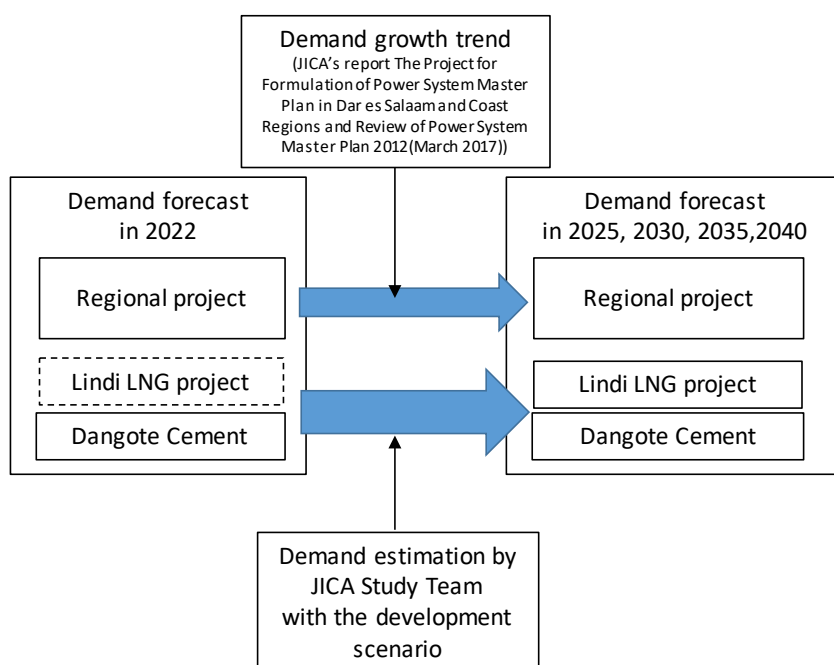 Demand growth trend
(JICA's report The Project for
Formulation of Power System Master
Plan in Dar es Salaam and Coast
Regions and Review of Power System
Master Plan 2012(March 2017))
Demand forecast
in 2022
Regional project
Lindi LNG project
Dangote Cement
Demand forecast
in 2025, 2030, 2035,2040
Regional project
Lindi LNG project
Dangote Cement
Demand estimation by
JICA Study Team
with the development
scenario